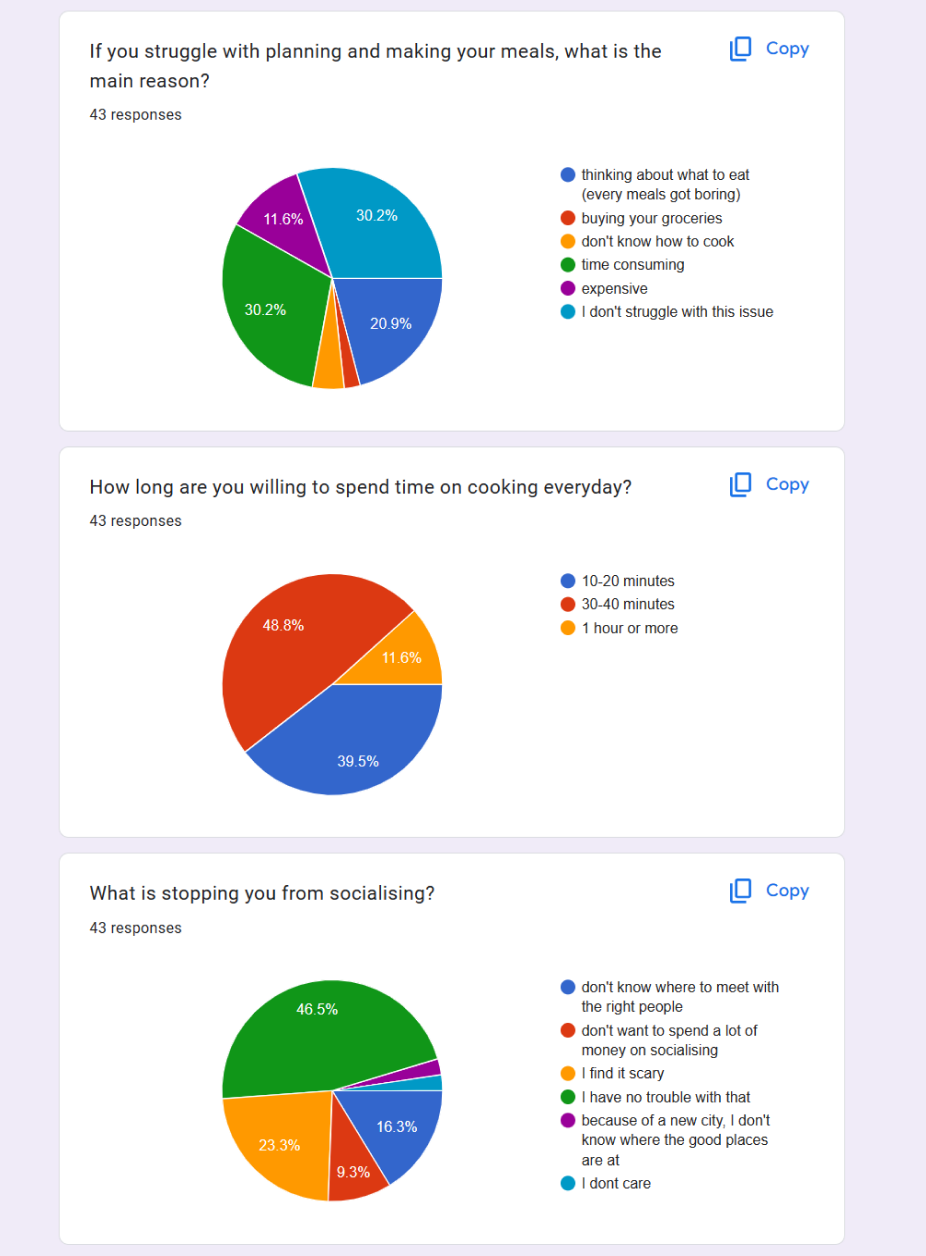 If you struggle with planning and making your meals, what is the
main reason?
Copy
43 responses
30.2%
11.6%
30.2%
20.9%
thinking about what to eat
(every meals got boring)
buying your groceries
don't know how to cook
time consuming
expensive
I don't struggle with this issue
How long are you willing to spend time on cooking everyday?
Copy
43 responses
48.8%
11.6%
39.5%
10-20 minutes
30-40 minutes
1 hour or more
What is stopping you from socialising?
Copy
43 responses
46.5%
16.3%
23.3%
9.3%
don't know where to meet with
the right people
don't want to spend a lot of
money on socialising
I find it scary
I have no trouble with that
because of a new city, I don't
know where the good places
are at
I dont care